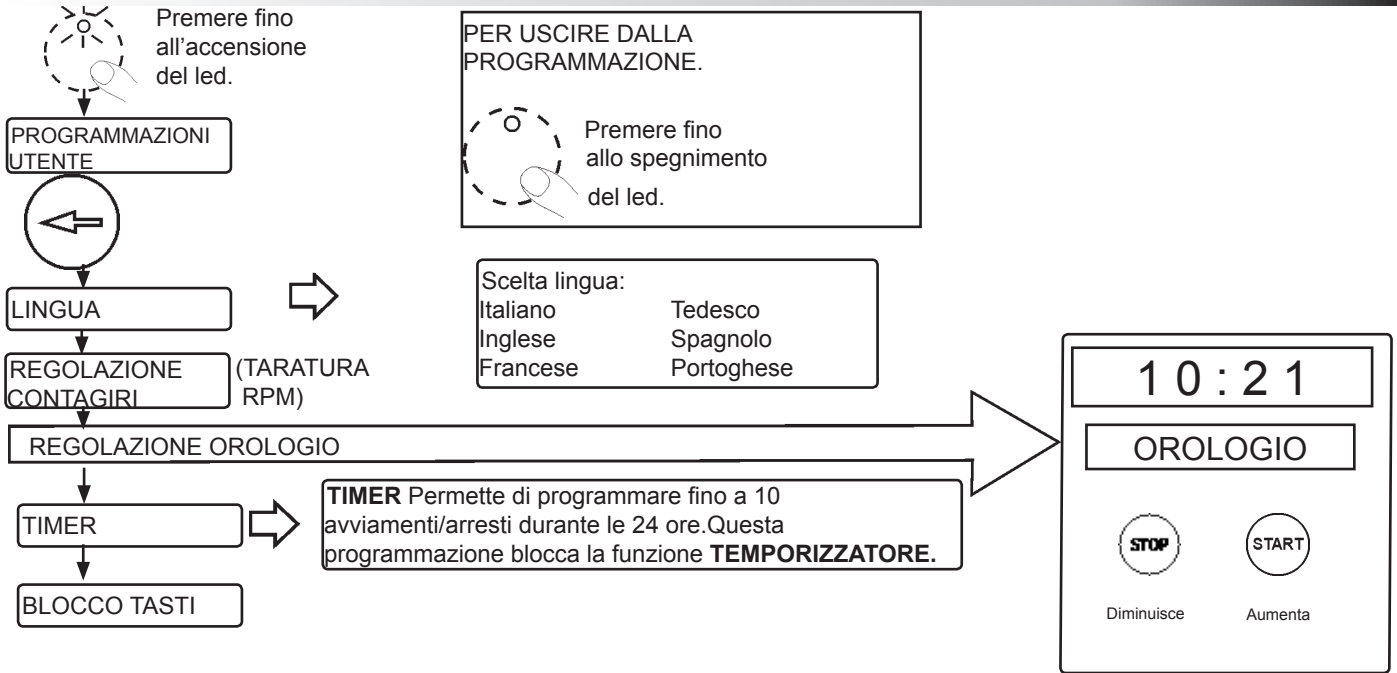 Premere fino
all'accensione
del led.
PER USCIRE DALLA
PROGRAMMAZIONE.
Premere fino
allo spegnimento
del led.
PROGRAMMAZIONI
UTENTE
LINGUA
Scelta lingua:
Italiano Tedesco
Inglese Spagnolo
Francese Portoghese
REGOLAZIONE
CONTAGIRI
(TARATURA
RPM)
REGOLAZIONE OROLOGIO
10:21
OROLOGIO
STOP START
Diminuisce Aumenta
TIMER
TIMER Permette di programmare fino a 10
avviamenti/arresti durante le 24 ore.Questa
programmazione blocca la funzione TEMPORIZZATORE.
BLOCCO TASTI